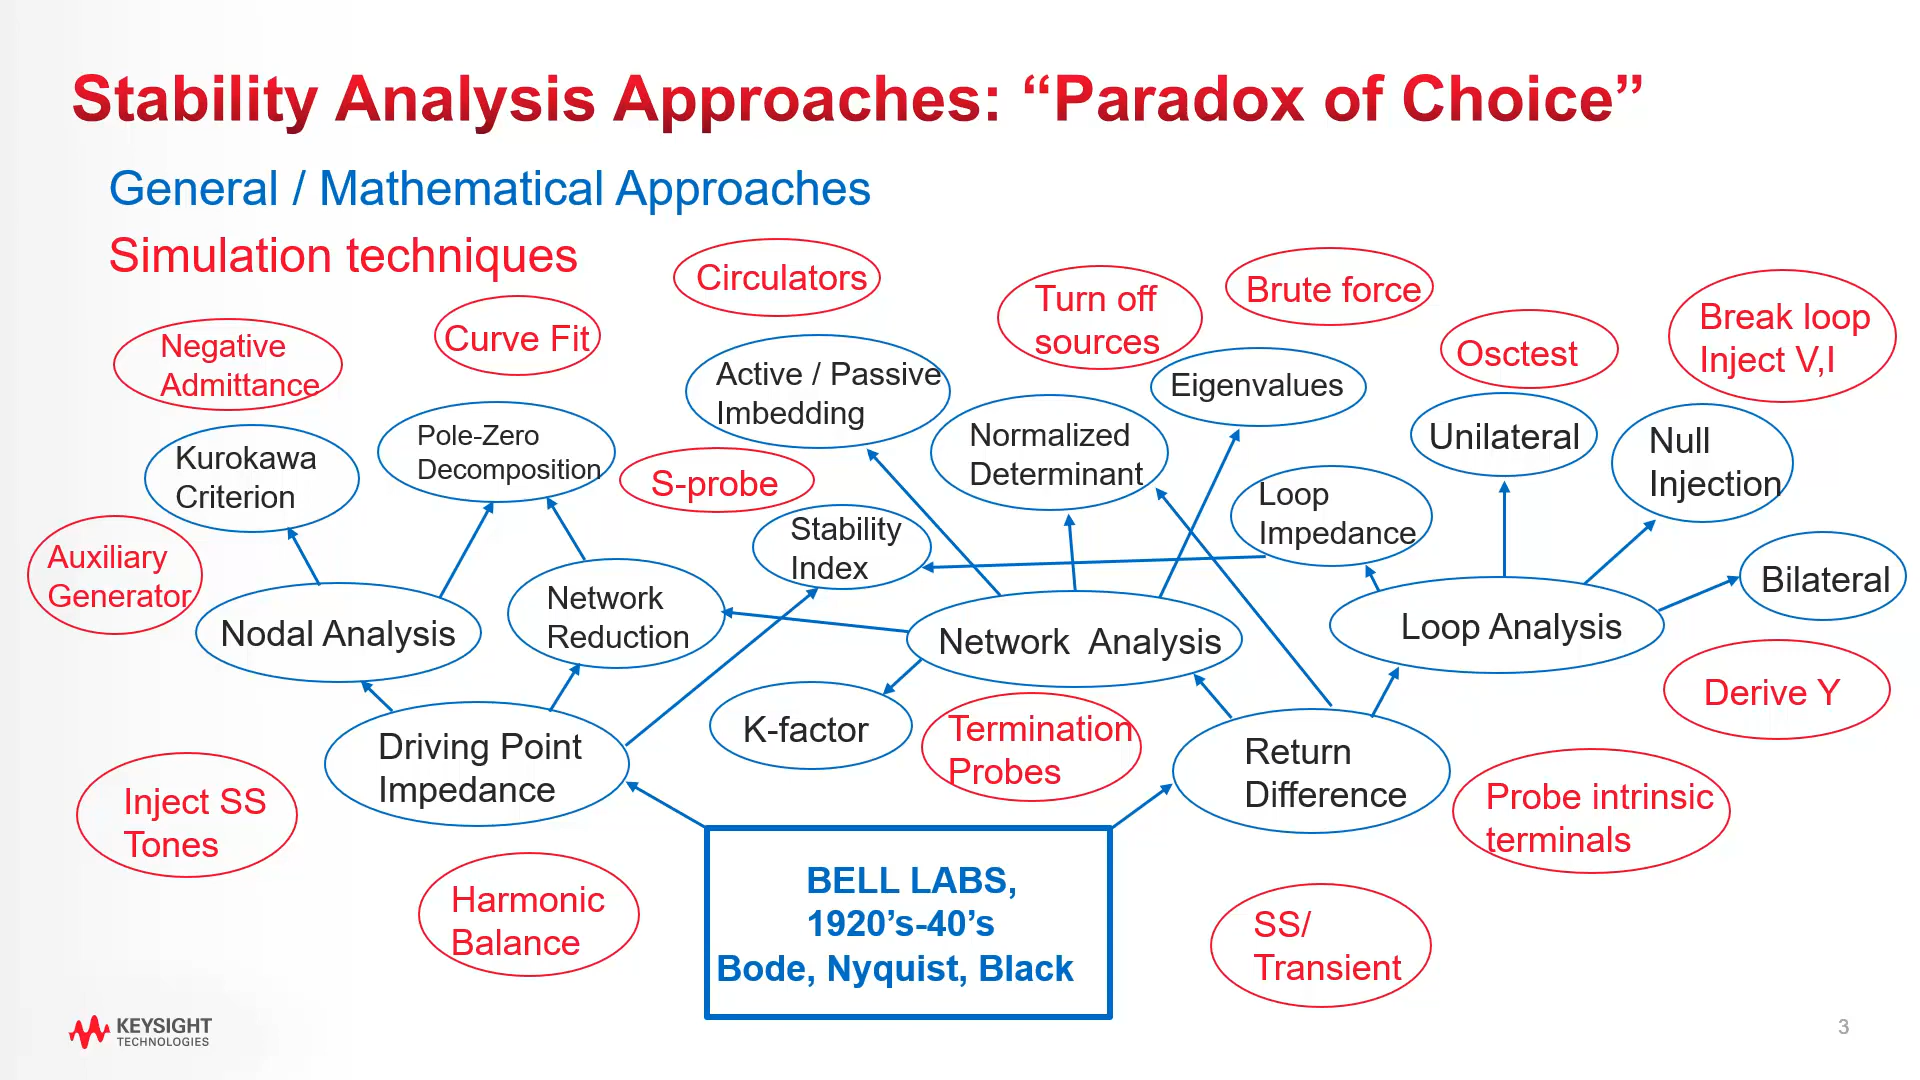 Stability Analysis Approaches: “Paradox of Choice”
General / Mathematical Approaches
Simulation techniques
Circulators
Turn off
sources
Brute force
Osctest
Break loop
Inject V,I
Negative
Admittance
Curve Fit
Active / Passive
Imbedding
Eigenvalues
Normalized
Determinant
Unilateral
Null
Injection
Kurokawa
Criterion
Pole-Zero
Decomposition
S-probe
Loop
Impedance
Stability
Index
Auxiliary
Generator
Bilateral
Nodal Analysis
Network
Reduction
Network  Analysis
Loop Analysis
Derive Y
K-factor
Termination
Probes
Driving Point
Impedance
Return
Difference
Inject SS
Tones
Probe intrinsic
terminals
Harmonic
Balance
BELL LABS,
1920’s-40’s
Bode, Nyquist, Black
SS/
Transient
KEYSIGHT
TECHNOLOGIES
3